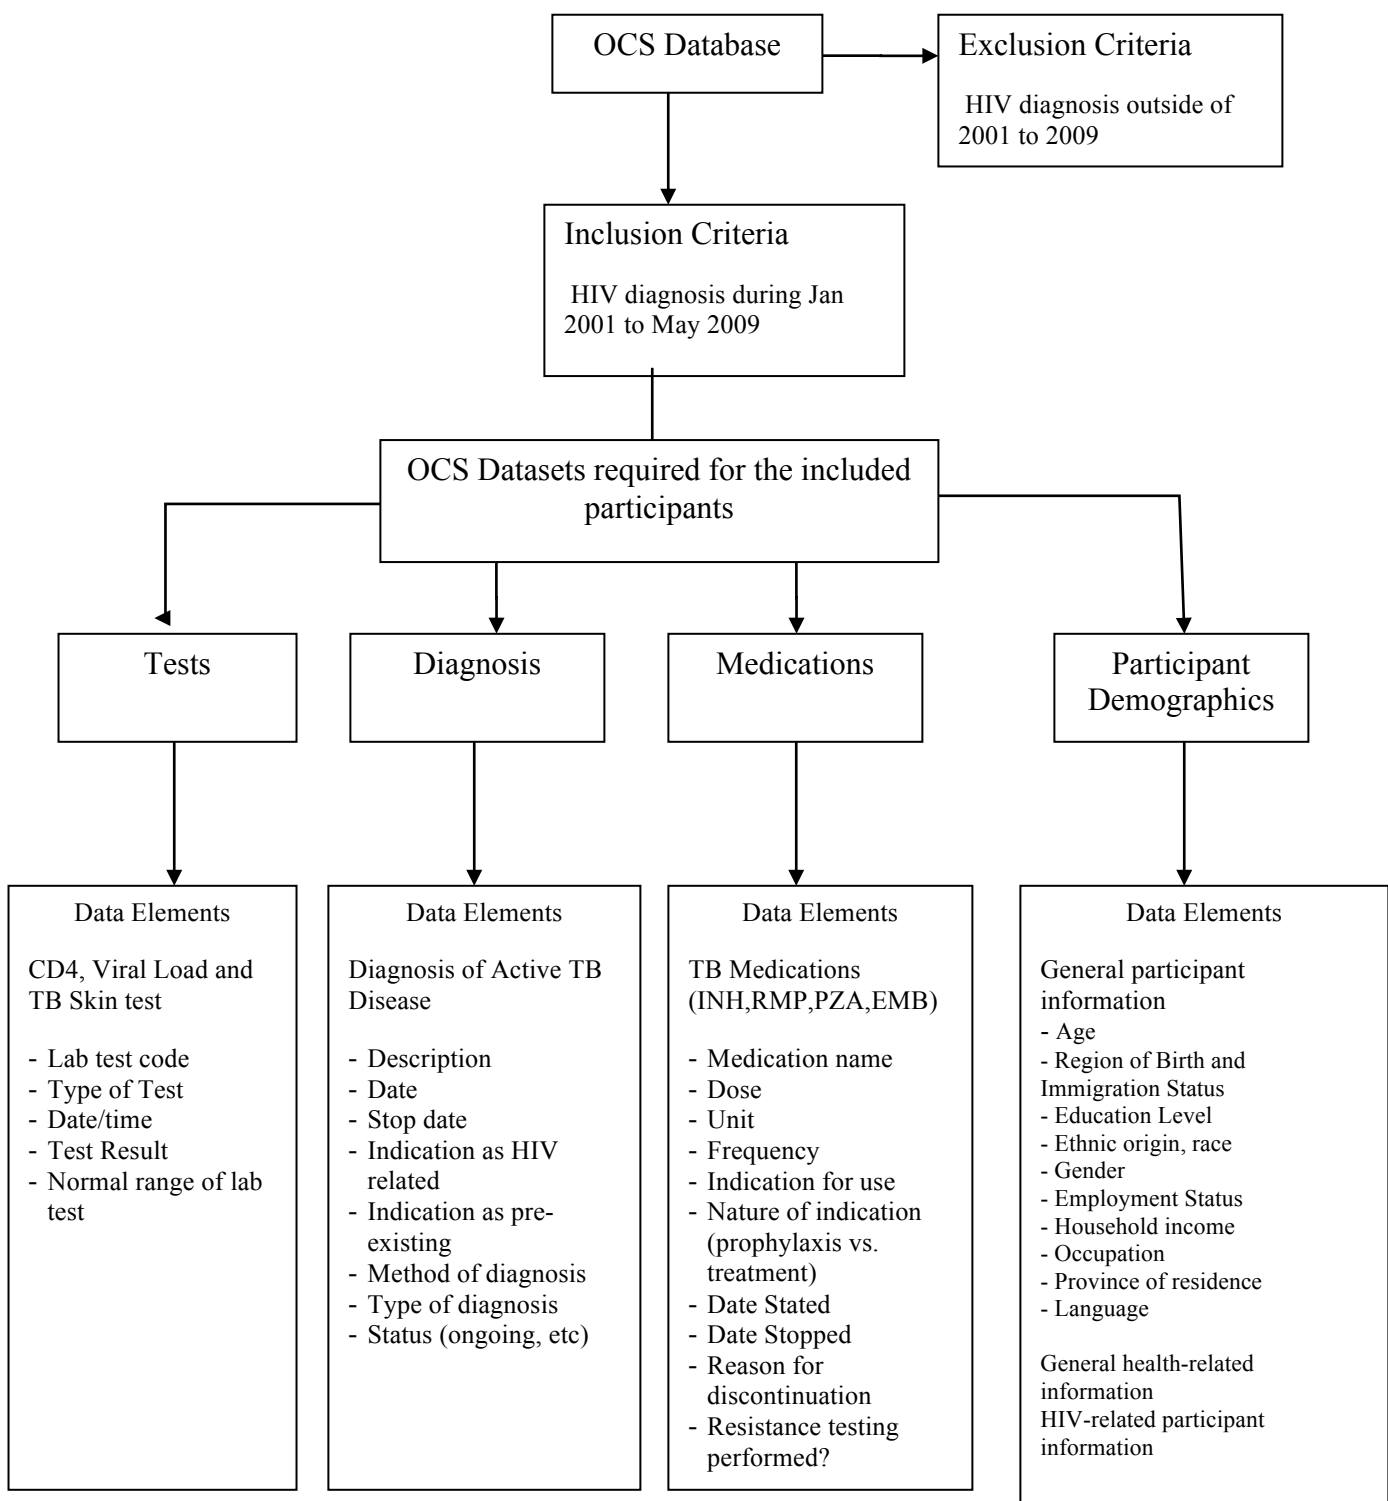 OCS Database
Exclusion Criteria
HIV diagnosis outside of
2001 to 2009
Inclusion Criteria
HIV diagnosis during Jan
2001 to May 2009
OCS Datasets required for the included
participants
Tests
Diagnosis
Medications
Participant
Demographics
Data Elements
CD4, Viral Load and
TB Skin test
- Lab test code
- Type of Test
- Date/time
- Test Result
- Normal range of lab
test
Data Elements
Diagnosis of Active TB
Disease
- Description
- Date
- Stop date
- Indication as HIV
related
- Indication as pre-
existing
- Method of diagnosis
- Type of diagnosis
- Status (ongoing, etc)
Data Elements
TB Medications
(INH,RMP,PZA,EMB)
- Medication name
- Dose
- Unit
- Frequency
- Indication for use
- Nature of indication
(prophylaxis vs.
treatment)
- Date Stated
- Date Stopped
- Reason for
discontinuation
- Resistance testing
performed?
Data Elements
General participant
information
- Age
- Region of Birth and
Immigration Status
- Education Level
- Ethnic origin, race
- Gender
- Employment Status
- Household income
- Occupation
- Province of residence
- Language
General health-related
information
HIV-related participant
information